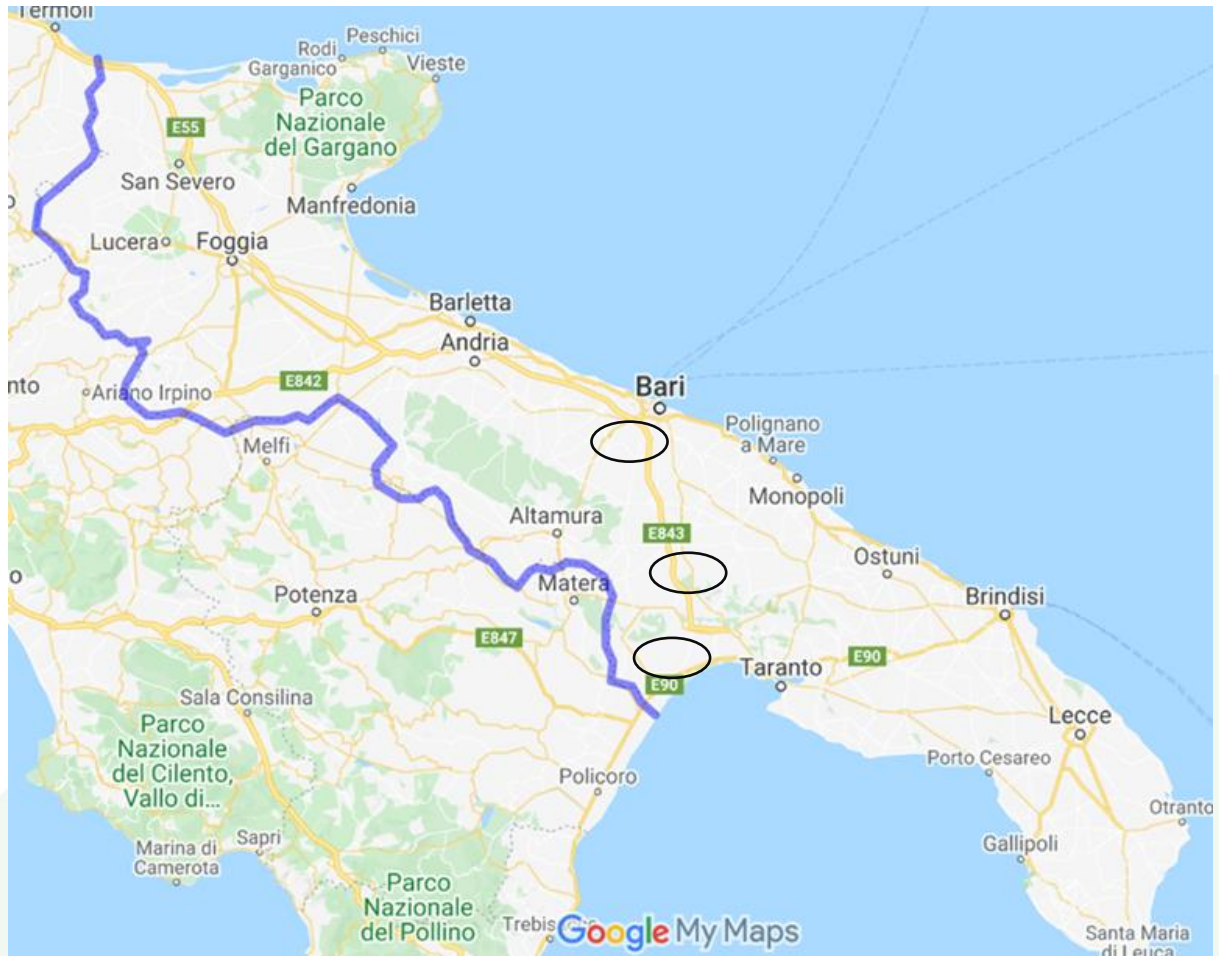 Termoli
Rodi
Garganico
Peschici
Vieste
Parco
Nazionale
del Gargano
E55
San Severo
Manfredonia
Lucera
Foggia
Barletta
Andria
E842
nto
Ariano Irpino
Bari
Melfi
Polignano
a Mare
Monopoli
Altamura
E843
Ostuni
o
Matera
Potenza
Brindisi
E847
Taranto
E90
E90
Sala Consilina
Parco
Nazionale
del Cilento,
Vallo di...
Lecce
Porto Cesareo
Policoro
Otranto
Marina di
Camerota
Sapri
Gallipoli
Parco
Nazionale
del Pollino
Google My Maps
Santa Maria
di Leuca